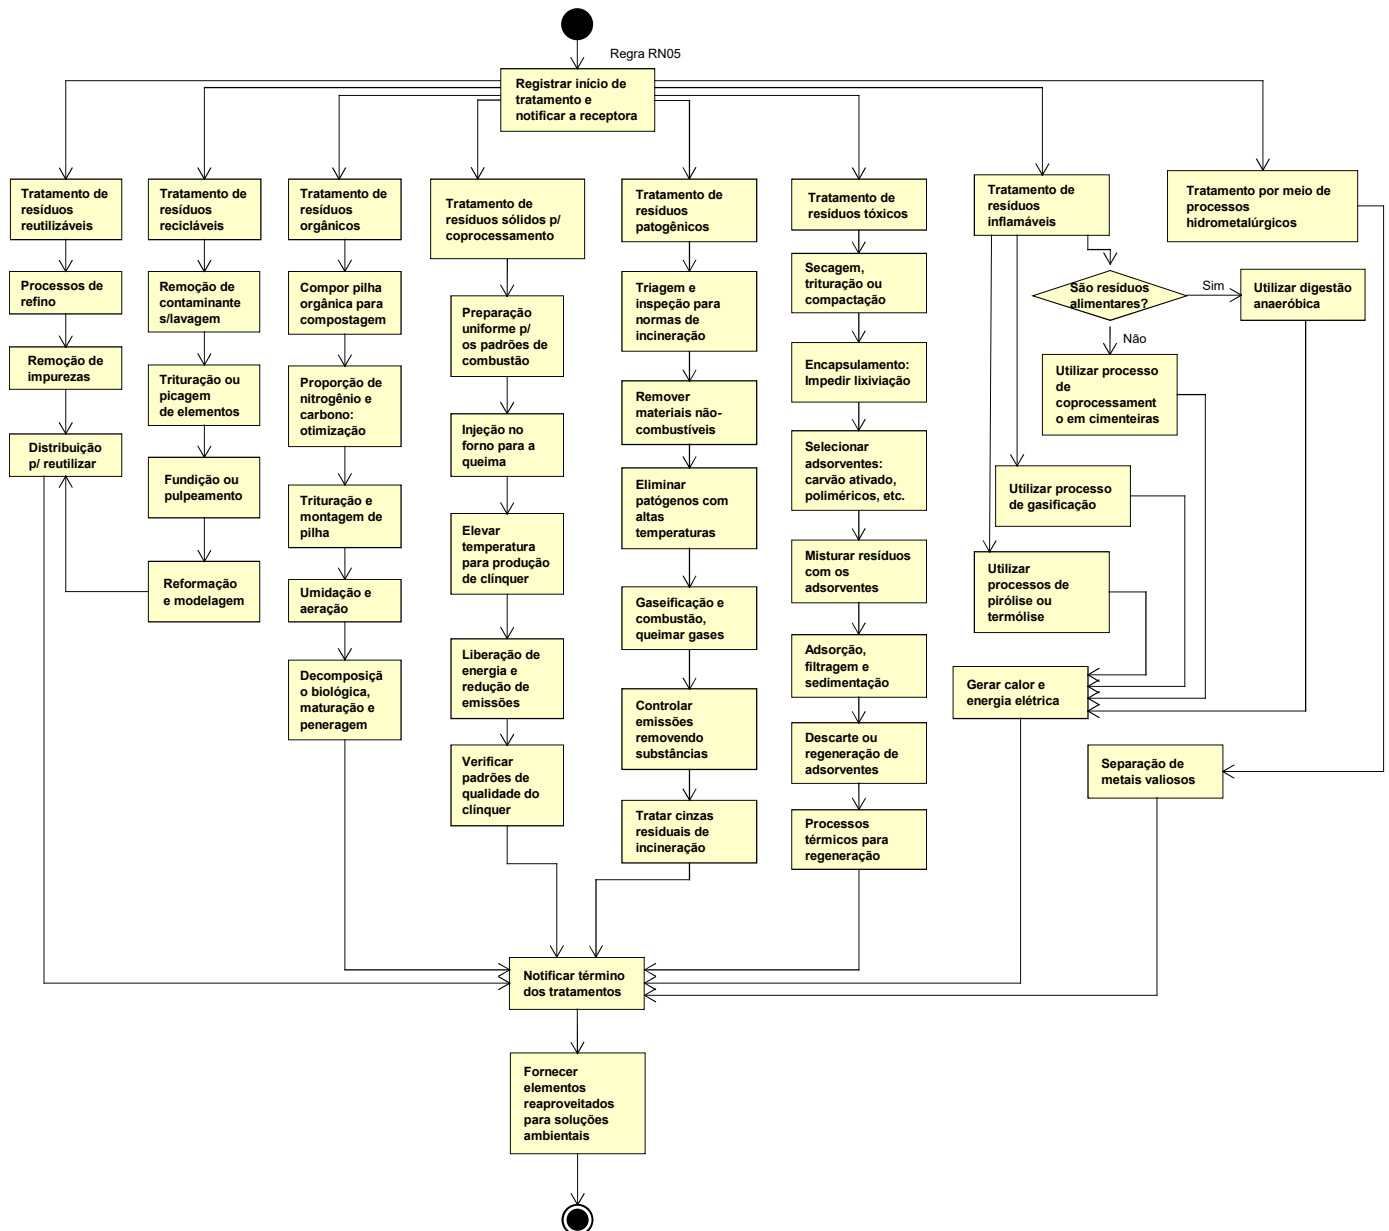 Regra RN05
Registrar início de
tratamento e
notificar a receptora
Tratamento de
resíduos
reutilizáveis
Processos de
refino
Remoção de
impurezas
Distribuição
p/ reutilizar
Tratamento de
resíduos
recicláveis
Remoção de
contaminante
s/lavagem
Trituração ou
picagem
de elementos
Fundição ou
pulpeamento
Reformação
e modelagem
Tratamento de
resíduos
orgânicos
Compor pilha
orgânica para
compostagem
Proporção de
nitrogênio e
carbono:
otimização
Trituração e
montagem de
pilha
Umidação e
aeração
Decomposiçã
o biológica,
maturação e
peneragem
Tratamento de
resíduos sólidos p/
coprocessamento
Preparação
uniforme p/
os padrões de
combustão
Injeção no
forno para a
queima
Elevar
temperatura
para produção
de clínquer
Liberação de
energia e
redução de
emissões
Verificar
padrões de
qualidade do
clínquer
Tratamento de
resíduos
patogênicos
Triagem e
inspeção para
normas de
incineração
Remover
materiais não-
combustíveis
Eliminar
patógenos com
altas
temperaturas
Gaseificação e
combustão,
queimar gases
Controlar
emissões
removendo
substâncias
Tratar cinzas
residuais de
incineração
Tratamento de
resíduos tóxicos
Secagem,
trituração ou
compactação
Encapsulamento:
Impedir lixiviação
Selecionar
adsorventes:
carvão ativado,
poliméricos, etc.
Misturar resíduos
com os
adsorventes
Adsorção,
filtragem e
sedimentação
Descarte ou
regeneração de
adsorventes
Processos
térmicos para
regeneração
Tratamento de
resíduos
inflamáveis
São resíduos
alimentares?
Sim
Utilizar digestão
anaeróbica
Não
Utilizar processo
de
coprocessament
o em cimenteiras
Utilizar processo
de gasificação
Utilizar
processos de
pirólise ou
termólise
Gerar calor e
energia elétrica
Tratamento por meio de
processos
hidrometalúrgicos
Separação de
metais valiosos
Notificar término
dos tratamentos
Fornecer
elementos
reaproveitados
para soluções
ambientais